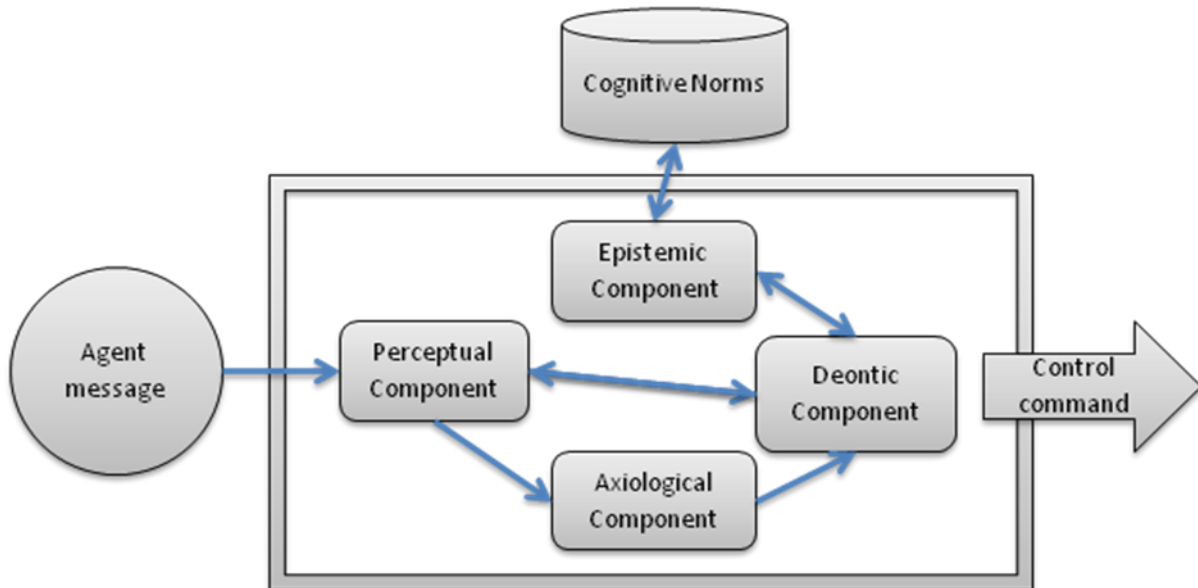 Cognitive Norms
Epistemic
Component
Agent
message
Perceptual
Component
Deontic
Component
Control
command
Axiological
Component